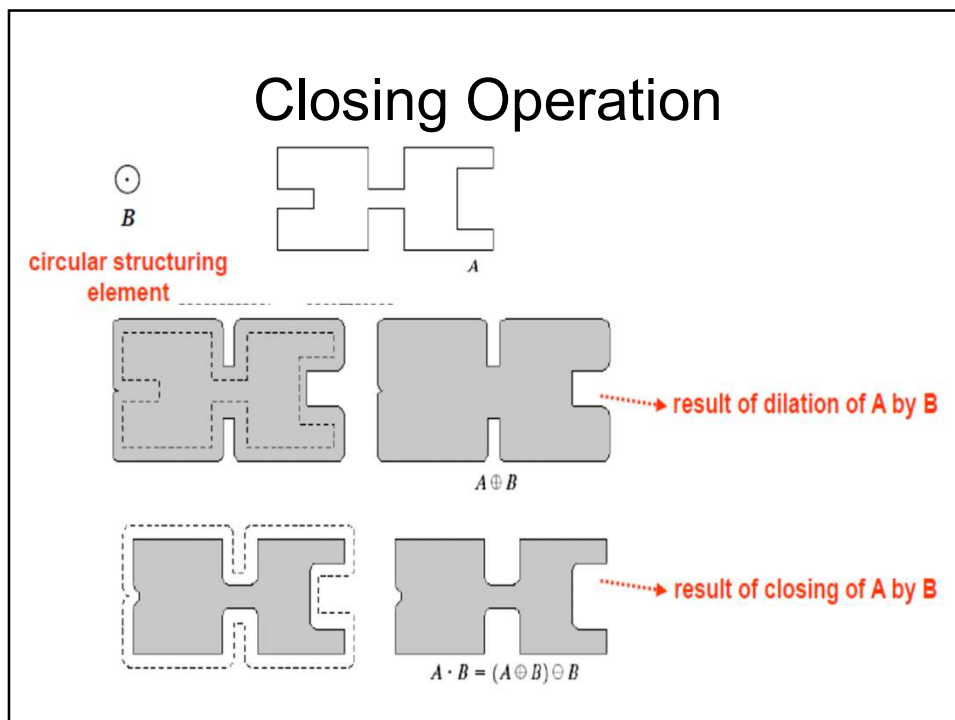 Closing Operation
B
A
circular structuring
element
result of dilation of A by B
A ⊕ B
result of closing of A by B
A · B = (A ⊕ B) ⊖ B